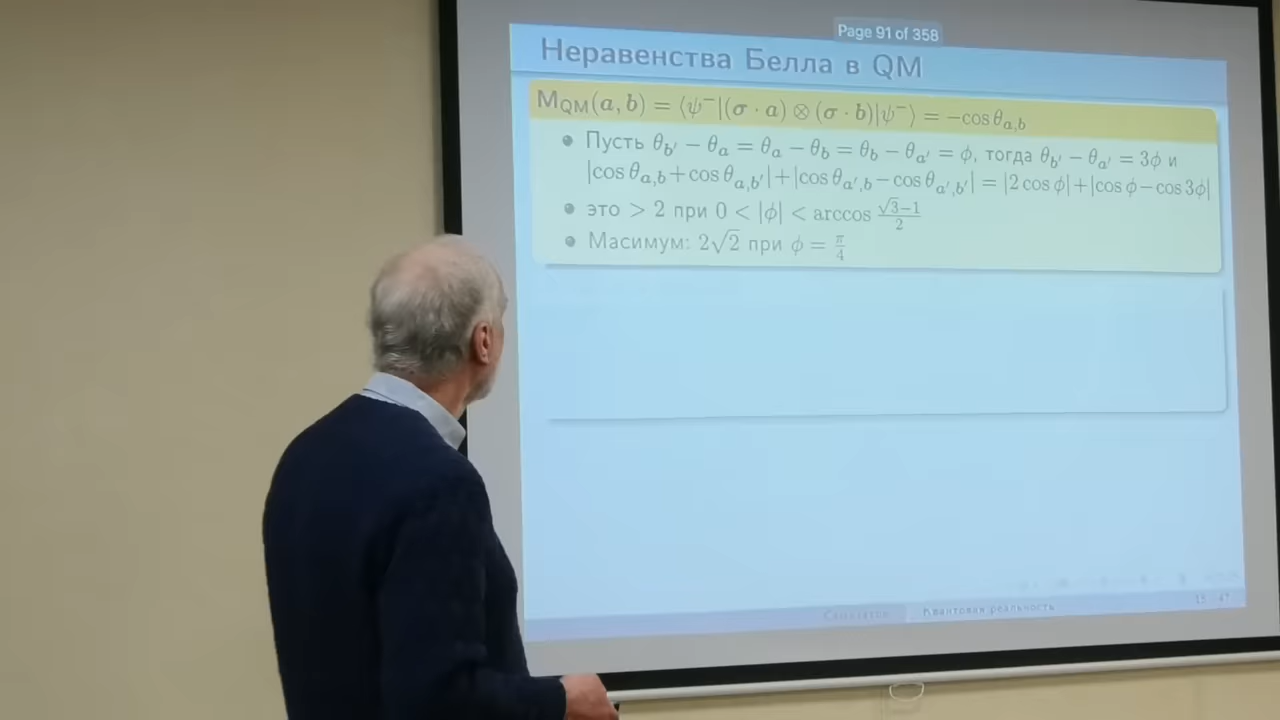 Page 91 of 358
Неравенства Белла в QM
M_QM(a, b) = ⟨ψ⁻|(σ · a) ⊗ (σ · b)|ψ⁻⟩ = −cos θ_{a,b}
• Пусть θ_{b′} − θ_a = θ_a − θ_b = θ_b − θ_{a′} = ϕ, тогда θ_{b′} − θ_{a′} = 3ϕ и
|cos θ_{a,b} + cos θ_{a,b′}| + |cos θ_{a′,b} − cos θ_{a′,b′}| = |2 cos ϕ| + |cos ϕ − cos 3ϕ|
• это > 2 при 0 < |ϕ| < arccos (√3−1)/2
• Масимум: 2√2 при ϕ = π/4
Квантовая реальность